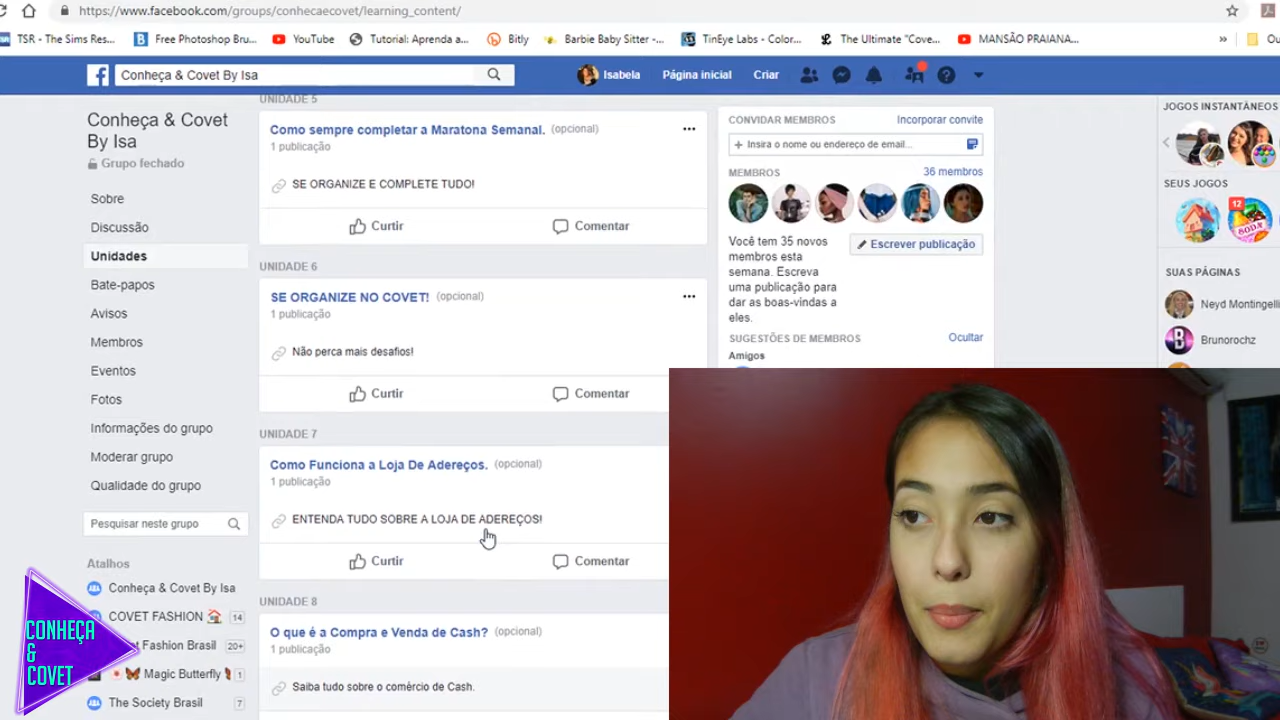 https://www.facebook.com/groups/conhecaecovet/learning_content/
TSR - The Sims Res...
Free Photoshop Bru...
YouTube
Tutorial: Aprenda a...
Bitly
Barbie Baby Sitter -...
TinEye Labs - Color...
The Ultimate "Cove...
MANSÃO PRAIANA...
»
Ou
Conheça & Covet By Isa
Isabela
Página inicial
Criar
Conheça & Covet
By Isa
Grupo fechado
Sobre
Discussão
Unidades
Bate-papos
Avisos
Membros
Eventos
Fotos
Informações do grupo
Moderar grupo
Qualidade do grupo
Pesquisar neste grupo
Atalhos
Conheça & Covet By Isa
COVET FASHION 14
t Fashion Brasil 20+
Magic Butterfly 1
The Society Brasil 7
CONHEÇA
&
COVET
UNIDADE 5
Como sempre completar a Maratona Semanal. (opcional)
1 publicação
SE ORGANIZE E COMPLETE TUDO!
Curtir
Comentar
UNIDADE 6
SE ORGANIZE NO COVET! (opcional)
1 publicação
Não perca mais desafios!
Curtir
Comentar
UNIDADE 7
Como Funciona a Loja De Adereços. (opcional)
1 publicação
ENTENDA TUDO SOBRE A LOJA DE ADEREÇOS!
Curtir
Comentar
UNIDADE 8
O que é a Compra e Venda de Cash? (opcional)
1 publicação
Saiba tudo sobre o comércio de Cash.
CONVIDAR MEMBROS
Incorporar convite
+ Insira o nome ou endereço de email...
MEMBROS
36 membros
Você tem 35 novos
membros esta
semana. Escreva
uma publicação para
dar as boas-vindas a
eles.
Escrever publicação
SUGESTÕES DE MEMBROS
Ocultar
Amigos
JOGOS INSTANTÂNEOS
SEUS JOGOS
12
SODA
SUAS PÁGINAS
Neyd Montingelli
Brunorochz